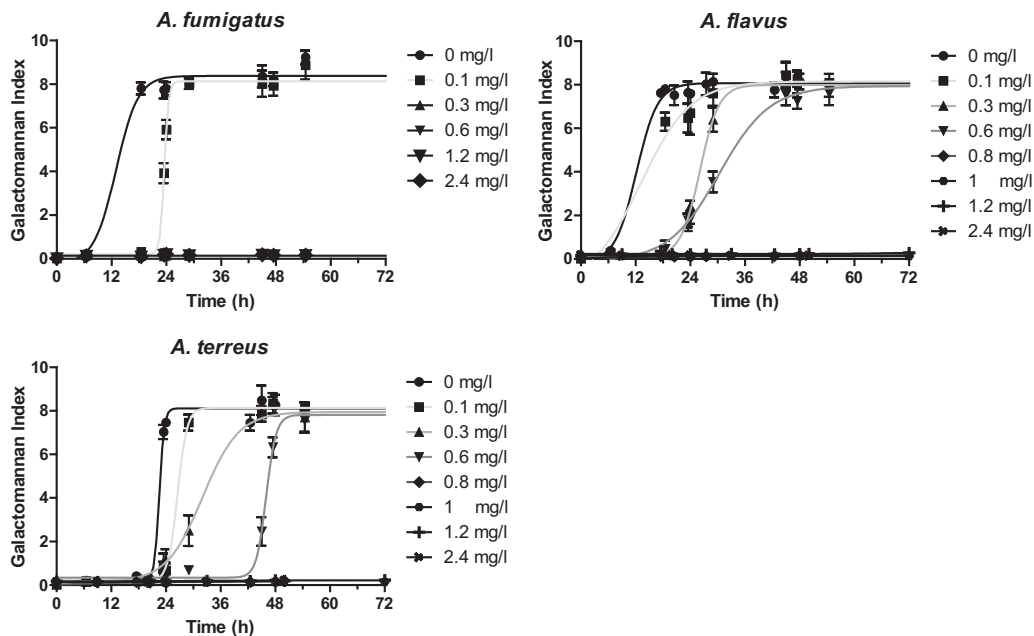 A. fumigatus
Galactomannan Index
10
8
6
4
2
0
0 12 24 36 48 60 72
Time (h)
0 mg/l
0.1 mg/l
0.3 mg/l
0.6 mg/l
1.2 mg/l
2.4 mg/l
A. flavus
Galactomannan Index
10
8
6
4
2
0
0 12 24 36 48 60 72
Time (h)
0 mg/l
0.1 mg/l
0.3 mg/l
0.6 mg/l
0.8 mg/l
1 mg/l
1.2 mg/l
2.4 mg/l
A. terreus
Galactomannan Index
10
8
6
4
2
0
0 12 24 36 48 60 72
Time (h)
0 mg/l
0.1 mg/l
0.3 mg/l
0.6 mg/l
0.8 mg/l
1 mg/l
1.2 mg/l
2.4 mg/l